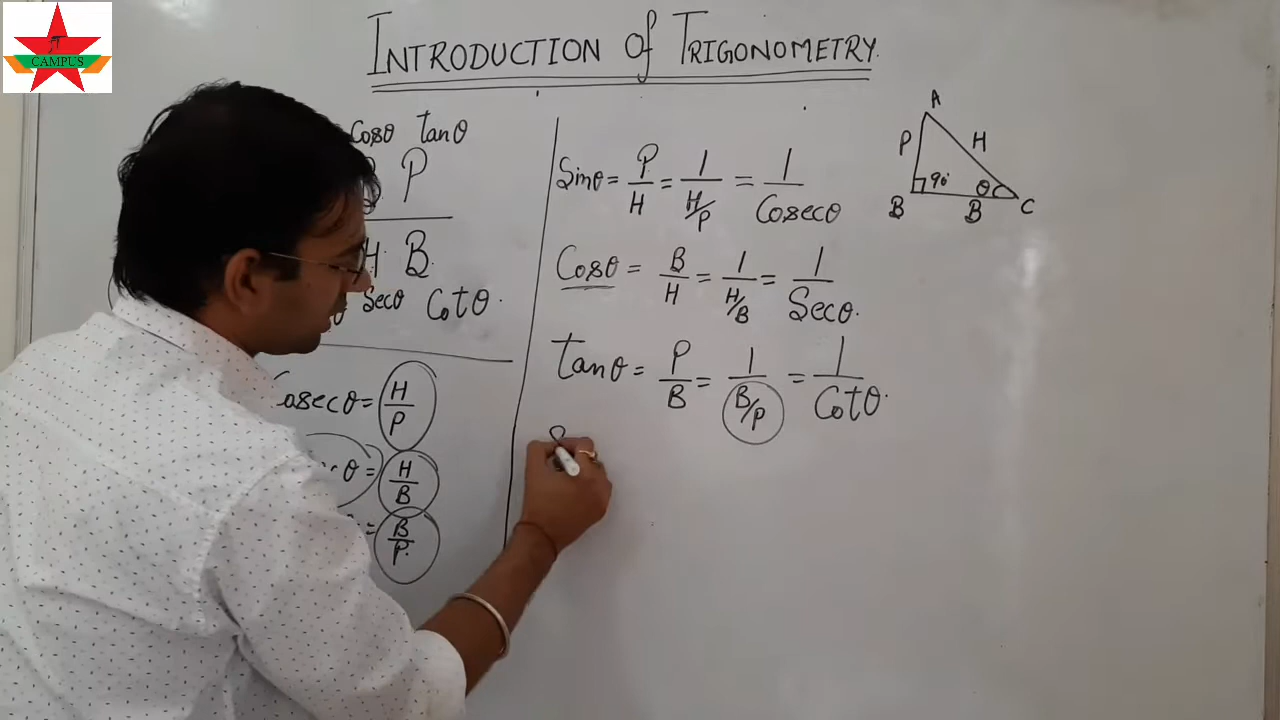 CAMPUS
INTRODUCTION of TRIGONOMETRY.
Cosθ tanθ
P
H B
Secθ Cotθ
Cosecθ = H/P
θ = H/B
= B/P
Sinθ = P/H = 1/(H/P) = 1/Cosecθ
Cosθ = B/H = 1/(H/B) = 1/Secθ
tanθ = P/B = 1/(B/P) = 1/Cotθ
A
P H
90° θ
B B C